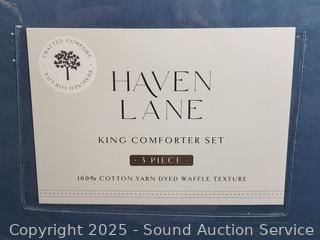 CRAFTED COMFORT
DESIGNED FOR LIFE
HAVEN
LANE
KING COMFORTER SET
· 3 PIECE ·
100% COTTON YARN DYED WAFFLE TEXTURE
Copyright 2025 - Sound Auction Service